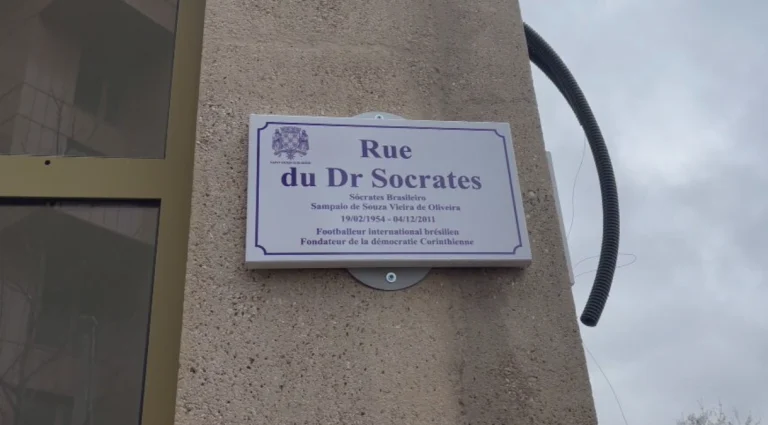 Rue
du Dr Socrates
Sócrates Brasileiro
Sampaio de Souza Vieira de Oliveira
19/02/1954 - 04/12/2011
Footballeur international brésilien
Fondateur de la démocratie Corinthienne